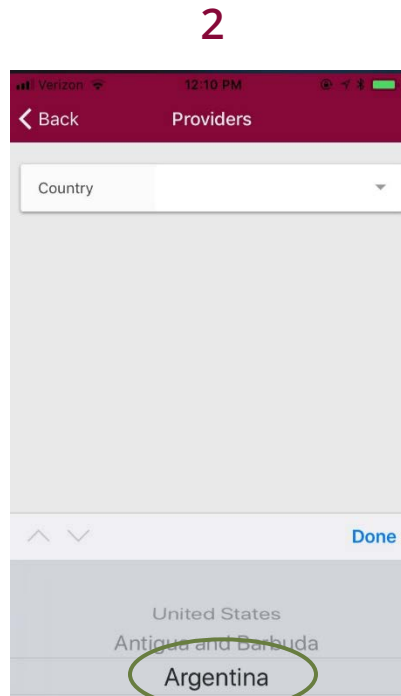 2
Verizon 12:10 PM
Back Providers
Country
Done
United States
Antigua and Barbuda
Argentina